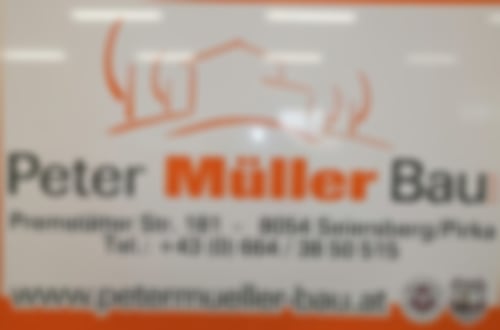 Peter Müller Bau
Premstätter Str. 181 - 8054 Seiersberg/Pirka
Tel.: +43 (0) 664 / 38 50 515
www.petermueller-bau.at